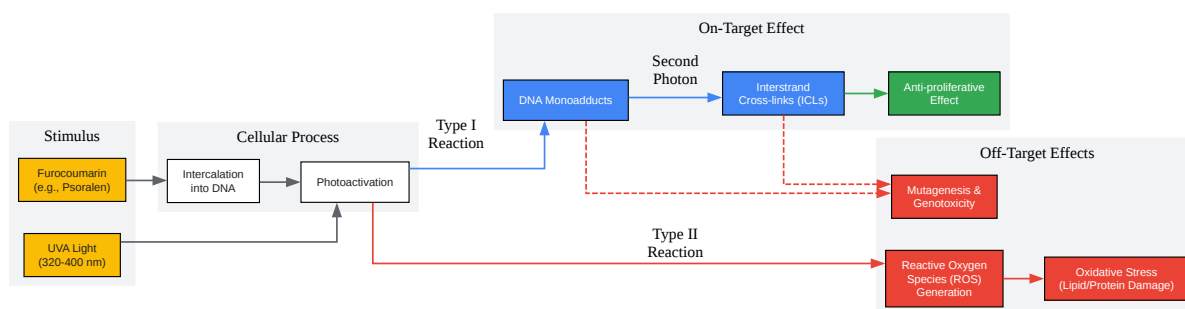 Stimulus
Furocoumarin
(e.g., Psoralen)
UVA Light
(320-400 nm)
Cellular Process
Intercalation
into DNA
Photoactivation
Type I
Reaction
On-Target Effect
DNA Monoadducts
Second
Photon
Interstrand
Cross-links (ICLs)
Anti-proliferative
Effect
Off-Target Effects
Mutagenesis &
Genotoxicity
Type II
Reaction
Reactive Oxygen
Species (ROS)
Generation
Oxidative Stress
(Lipid/Protein Damage)